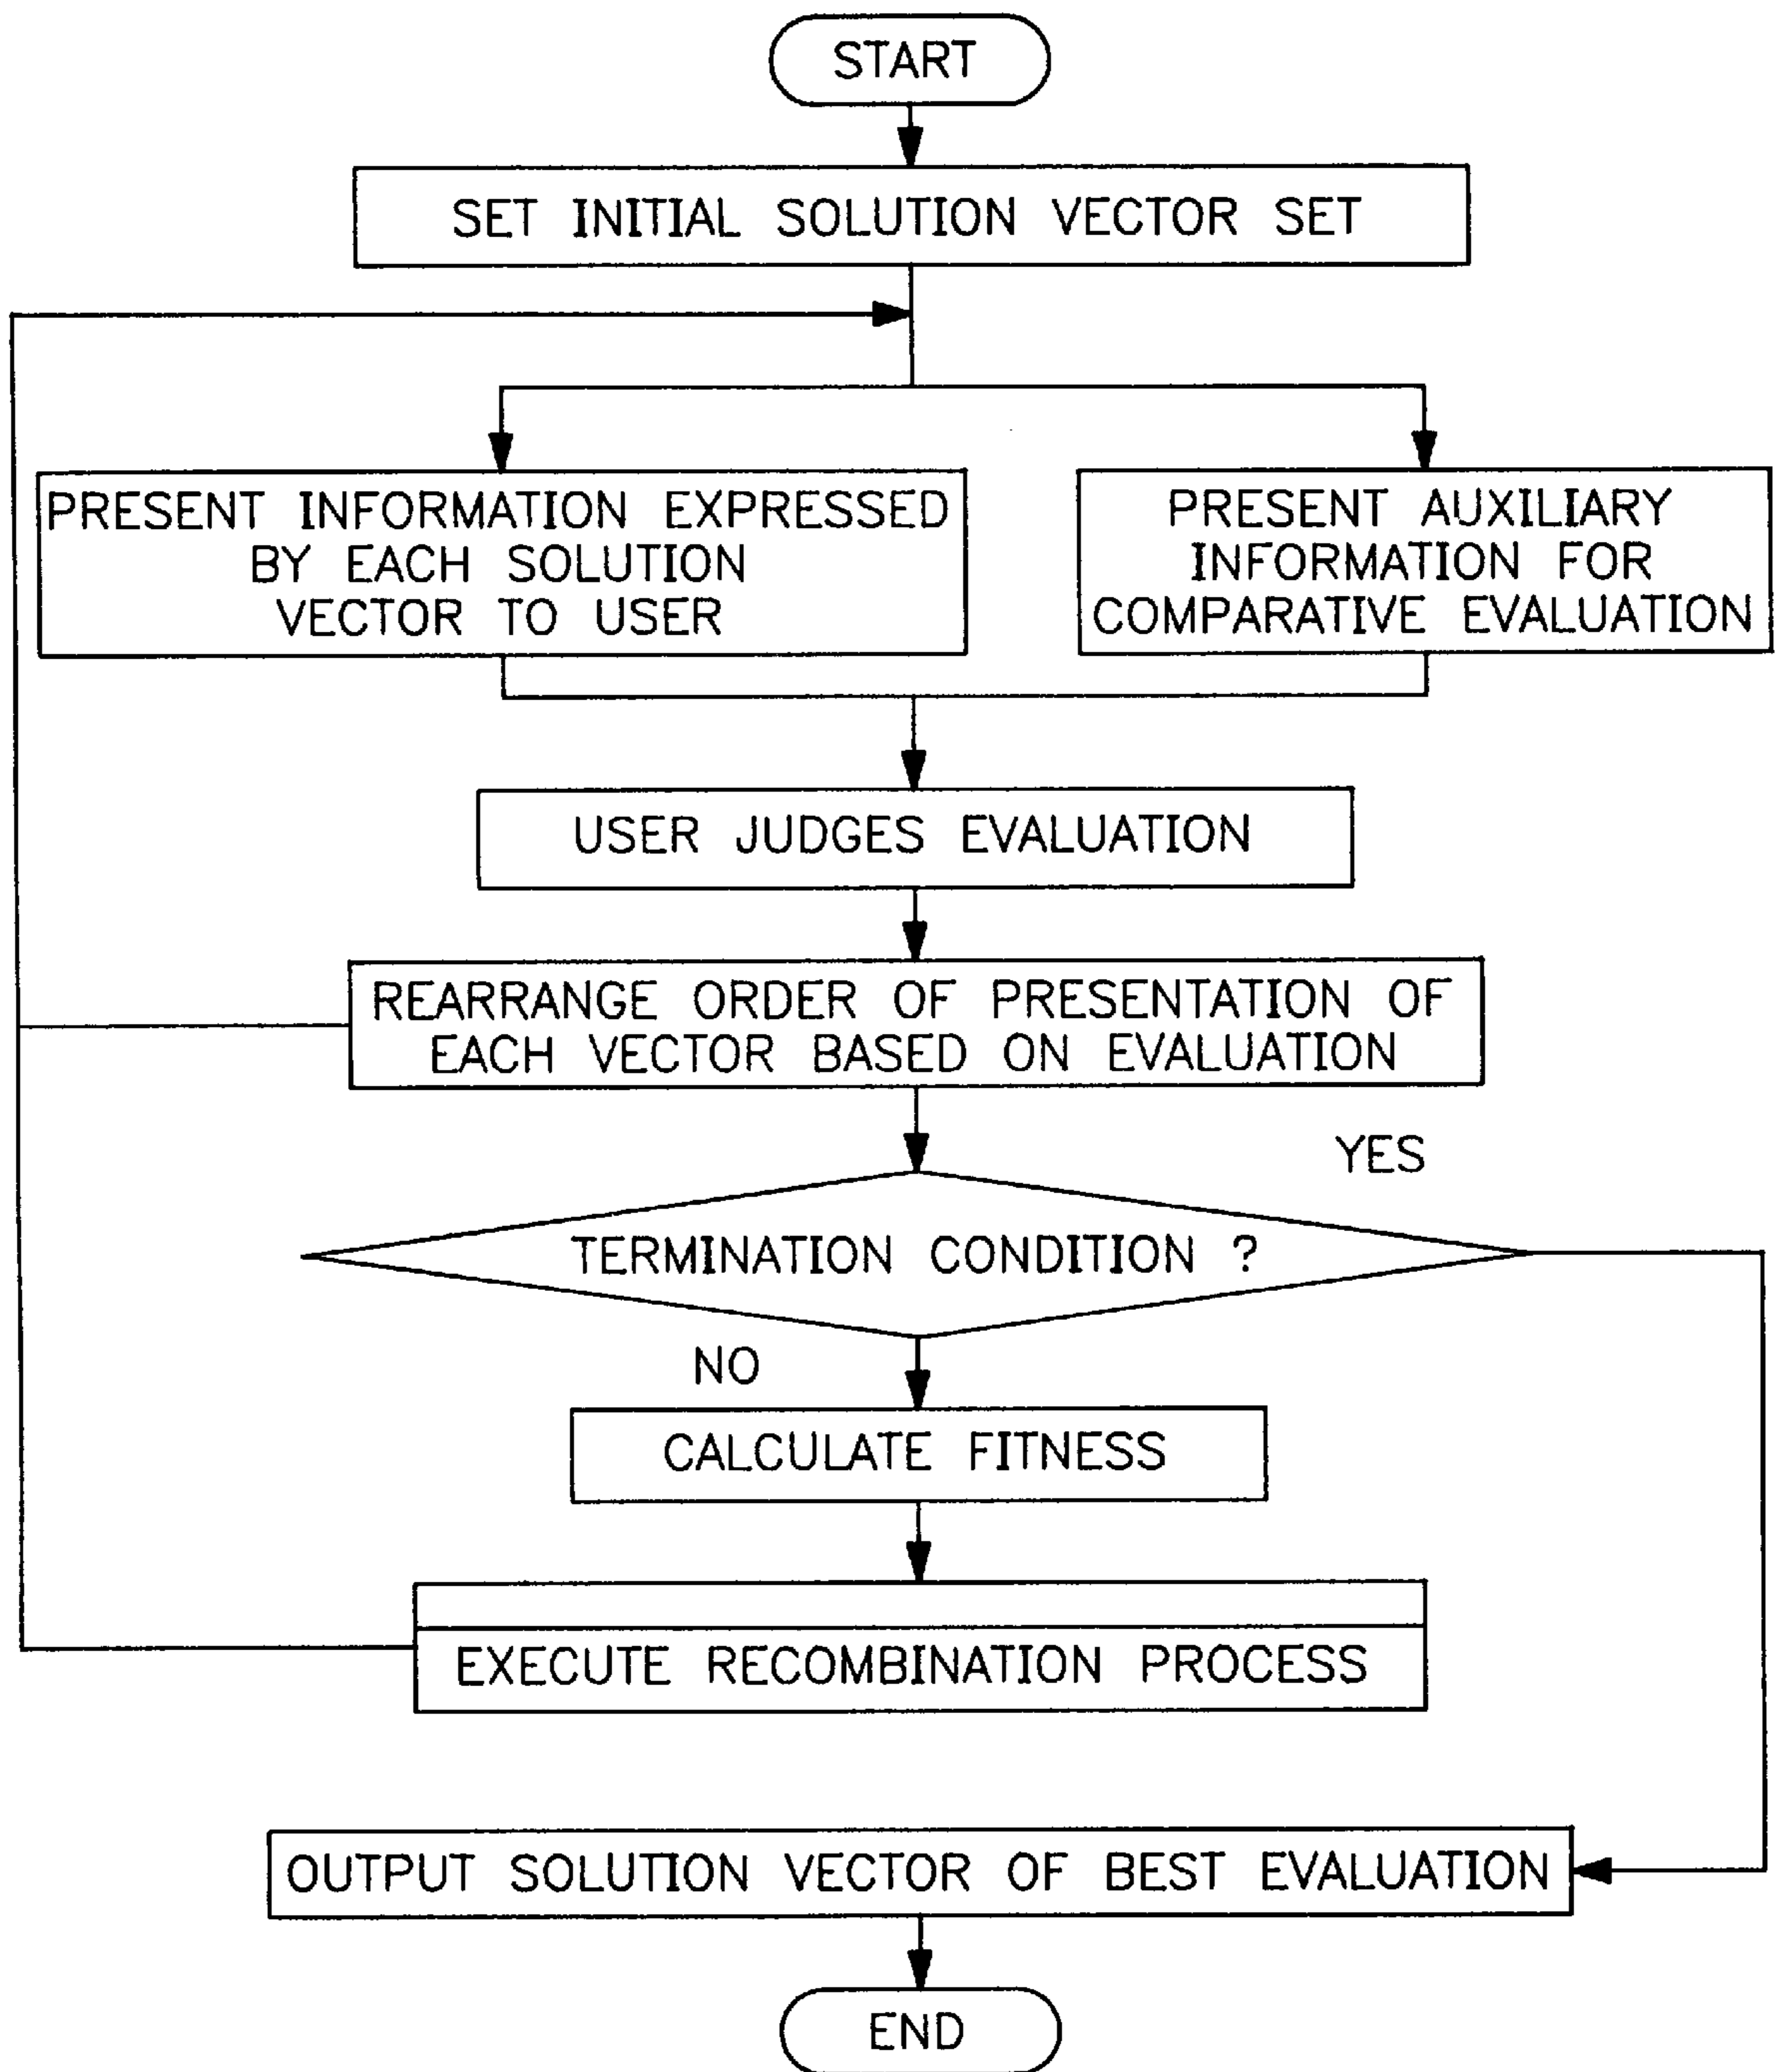 START
SET INITIAL SOLUTION VECTOR SET
PRESENT INFORMATION EXPRESSED
BY EACH SOLUTION
VECTOR TO USER
PRESENT AUXILIARY
INFORMATION FOR
COMPARATIVE EVALUATION
USER JUDGES EVALUATION
REARRANGE ORDER OF PRESENTATION OF
EACH VECTOR BASED ON EVALUATION
YES
TERMINATION CONDITION ?
NO
CALCULATE FITNESS
EXECUTE RECOMBINATION PROCESS
OUTPUT SOLUTION VECTOR OF BEST EVALUATION
END